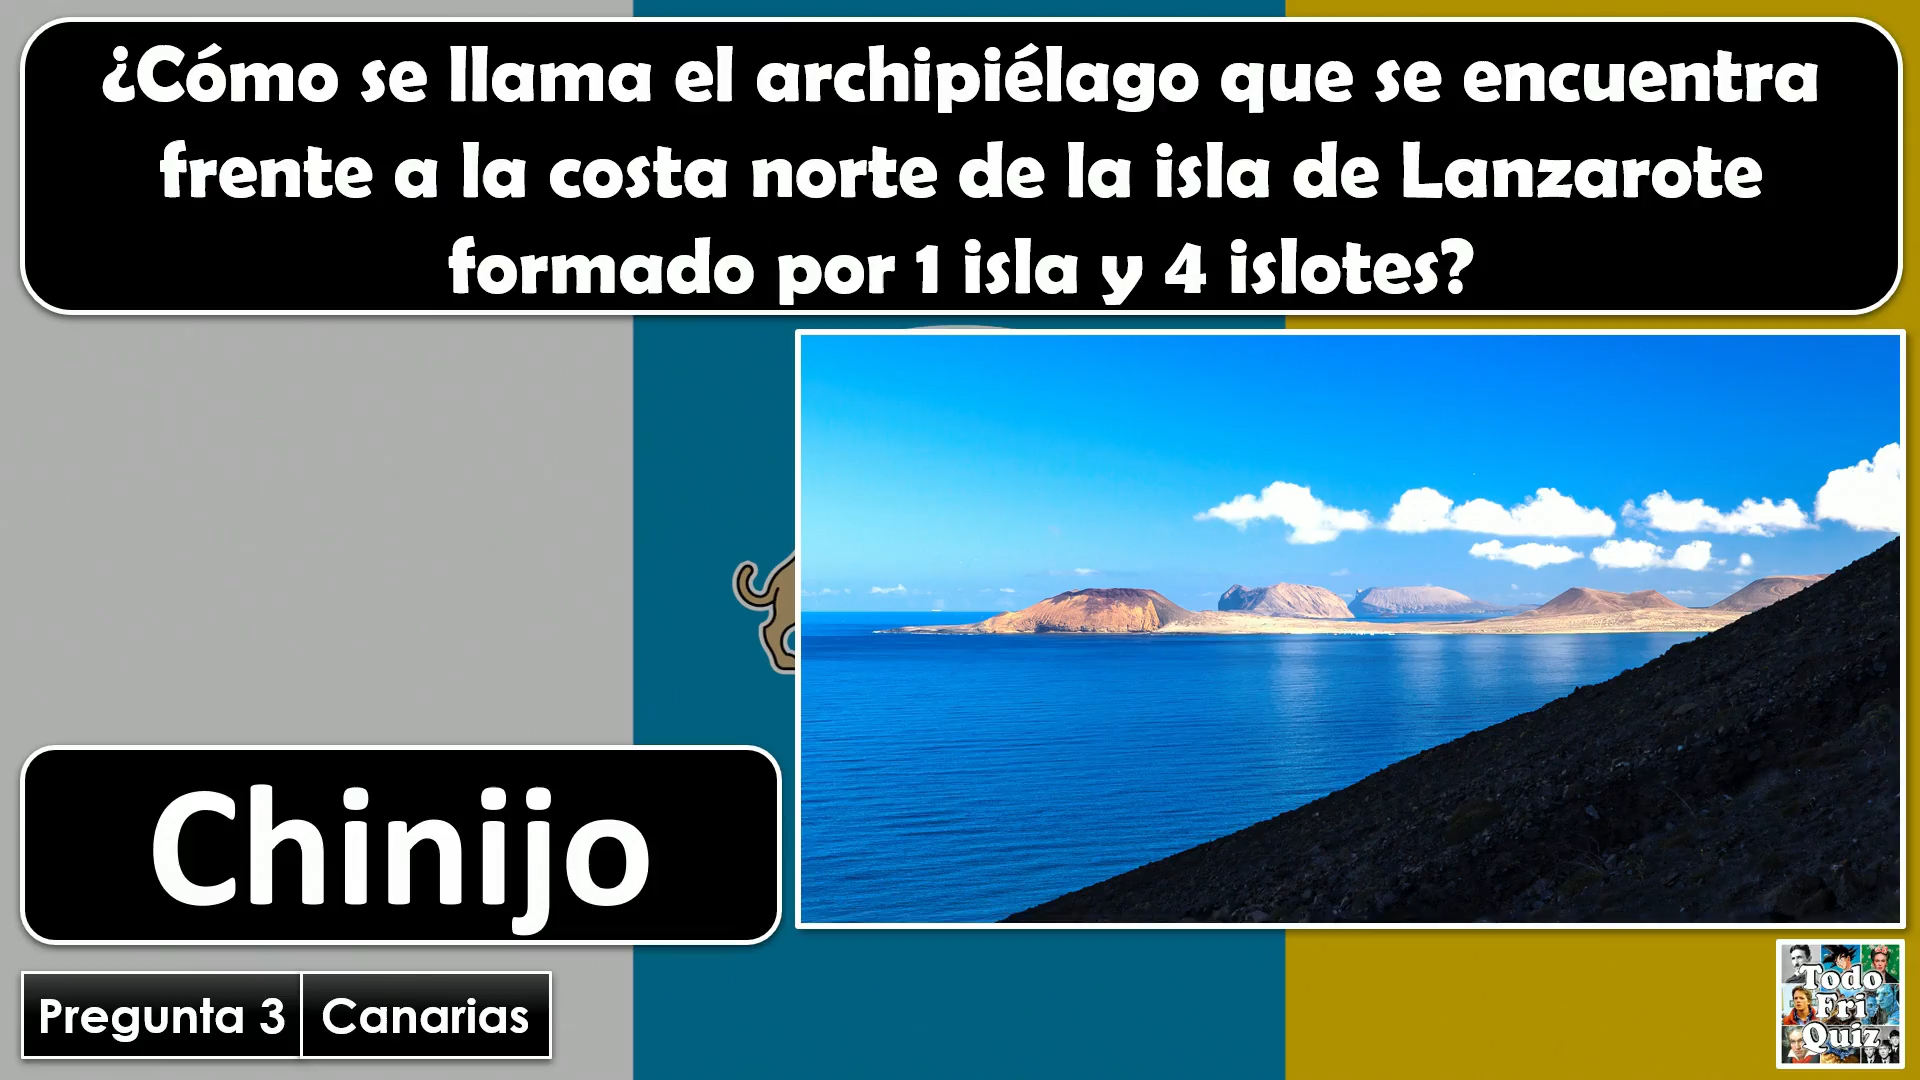 ¿Cómo se llama el archipiélago que se encuentra
frente a la costa norte de la isla de Lanzarote
formado por 1 isla y 4 islotes?
Chinijo
Pregunta 3
Canarias
Todo
Fri
Quiz